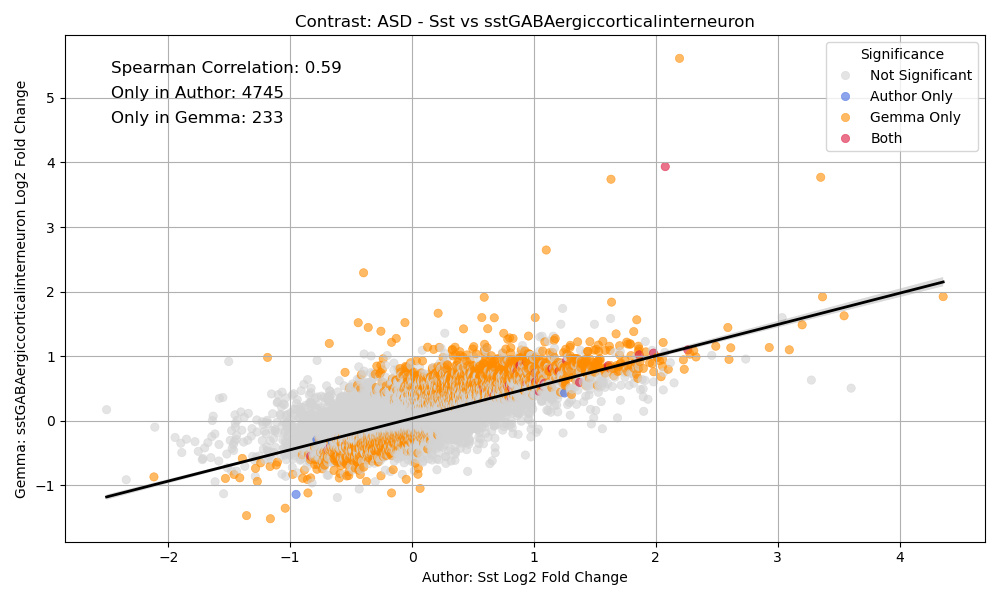 Contrast: ASD - Sst vs sstGABAergiccorticalinterneuron
Spearman Correlation: 0.59
Only in Author: 4745
Only in Gemma: 233
Significance
Not Significant
Author Only
Gemma Only
Both
Gemma: sstGABAergiccorticalinterneuron Log2 Fold Change
5
4
3
2
1
0
−1
−2 −1 0 1 2 3 4
Author: Sst Log2 Fold Change